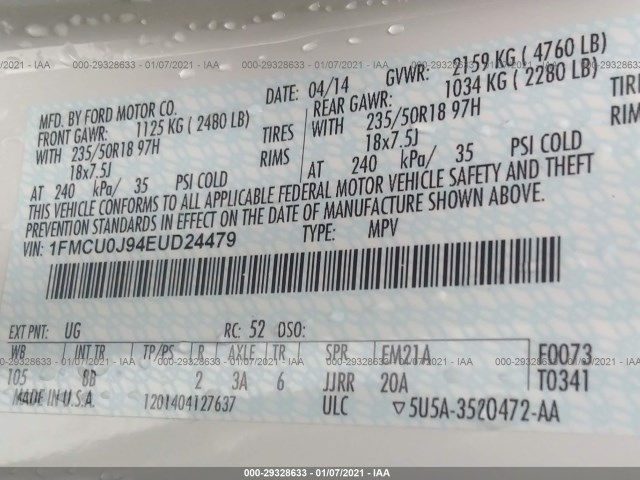 000-29328633 - 01/07/2021 - IAA
MFD. BY FORD MOTOR CO. DATE: 04/14 GVWR: 2159 KG ( 4760 LB)
FRONT GAWR: 1125 KG ( 2480 LB) REAR GAWR: 1034 KG ( 2280 LB)
WITH 235/50R18 97H TIRES WITH 235/50R18 97H TIRE
18x7.5J RIMS 18x7.5J RIM
AT 240 kPa/ 35 PSI COLD AT 240 kPa/ 35 PSI COLD
THIS VEHICLE CONFORMS TO ALL APPLICABLE FEDERAL MOTOR VEHICLE SAFETY AND THEFT
PREVENTION STANDARDS IN EFFECT ON THE DATE OF MANUFACTURE SHOWN ABOVE.
VIN: 1FMCU0J94EUD24479 TYPE: MPV
EXT PNT: UG RC: 52 DSO:
WB INT TR TP/PS R AXLE TR SPR EM21A E0073
105 8B 2 3A 6 JJRR 20A T0341
MADE IN U.S.A. 1201404127637 ULC ▽5U5A-3520472-AA
000-29328633 - 01/07/2021 - IAA